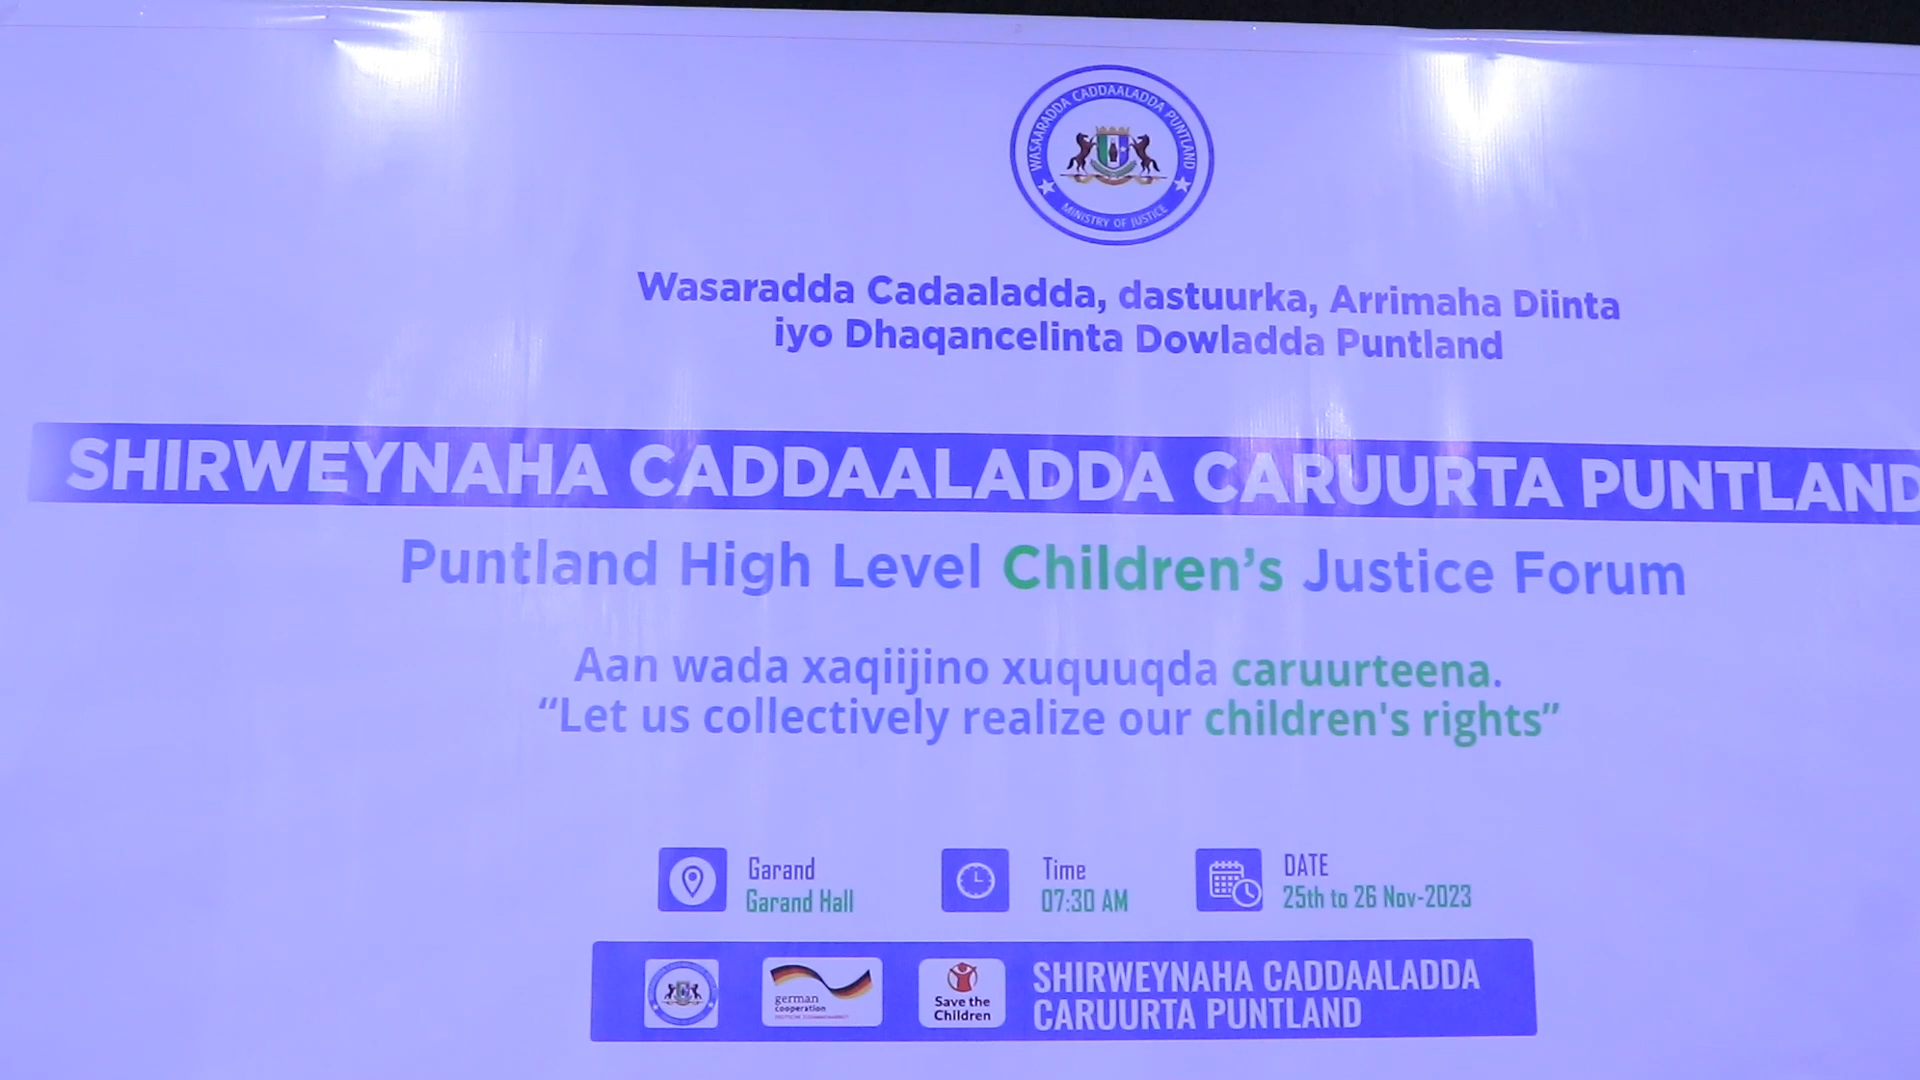 WASAARADDA CADDAALADDA PUNTLAND
MINISTRY OF JUSTICE
Wasaradda Cadaaladda, dastuurka, Arrimaha Diinta
iyo Dhaqancelinta Dowladda Puntland
SHIRWEYNAHA CADDAALADDA CARUURTA PUNTLAND
Puntland High Level Children's Justice Forum
Aan wada xaqiijino xuquuqda caruurteena.
“Let us collectively realize our children's rights”
Garand
Garand Hall
Time
07:30 AM
DATE
25th to 26 Nov-2023
german
cooperation
Save the
Children
SHIRWEYNAHA CADDAALADDA
CARUURTA PUNTLAND